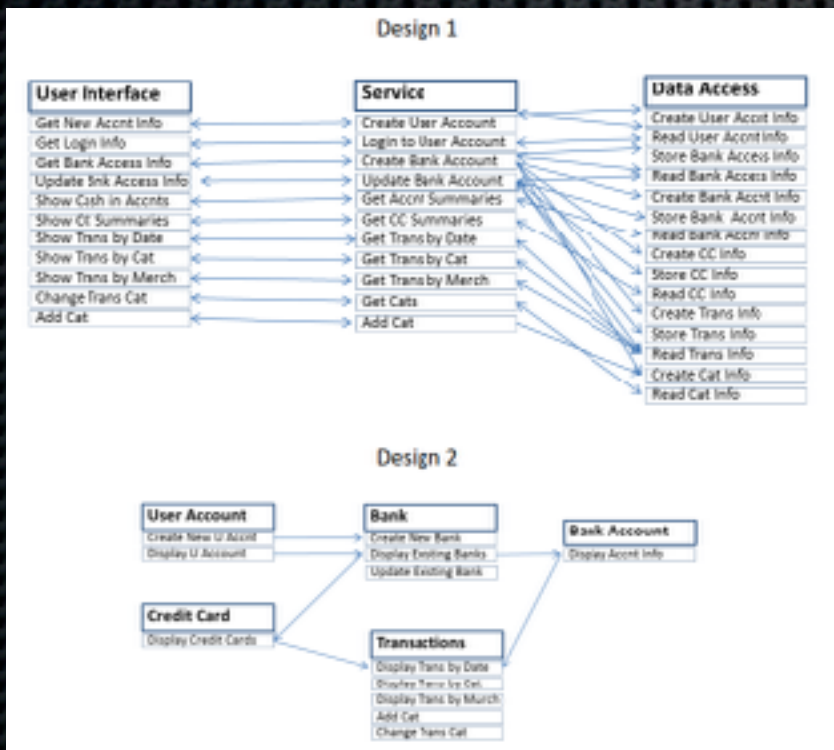 Design 1
User Interface
Get New Accnt Info
Get Login Info
Get Bank Access Info
Update Bnk Access Info
Show Cash in Accnts
Show CC Summaries
Show Trans by Date
Show Trans by Cat
Show Trans by Merch
Change Trans Cat
Add Cat
Service
Create User Account
Login to User Account
Create Bank Account
Update Bank Account
Get Accnt Summaries
Get CC Summaries
Get Trans by Date
Get Trans by Cat
Get Trans by Merch
Get Cats
Add Cat
Data Access
Create User Accnt Info
Read User Accnt Info
Store Bank Access Info
Read Bank Access Info
Create Bank Accnt Info
Store Bank Accnt Info
Read Bank Accnt Info
Create CC Info
Store CC Info
Read CC Info
Create Trans Info
Store Trans Info
Read Trans Info
Create Cat Info
Read Cat Info
Design 2
User Account
Create New U Accnt
Display U Account
Bank
Create New Bank
Display Existing Banks
Update Existing Bank
Bank Account
Display Accnt Info
Credit Card
Display Credit Cards
Transactions
Display Trans by Date
Display Trans by Cat
Display Trans by Murch
Add Cat
Change Trans Cat